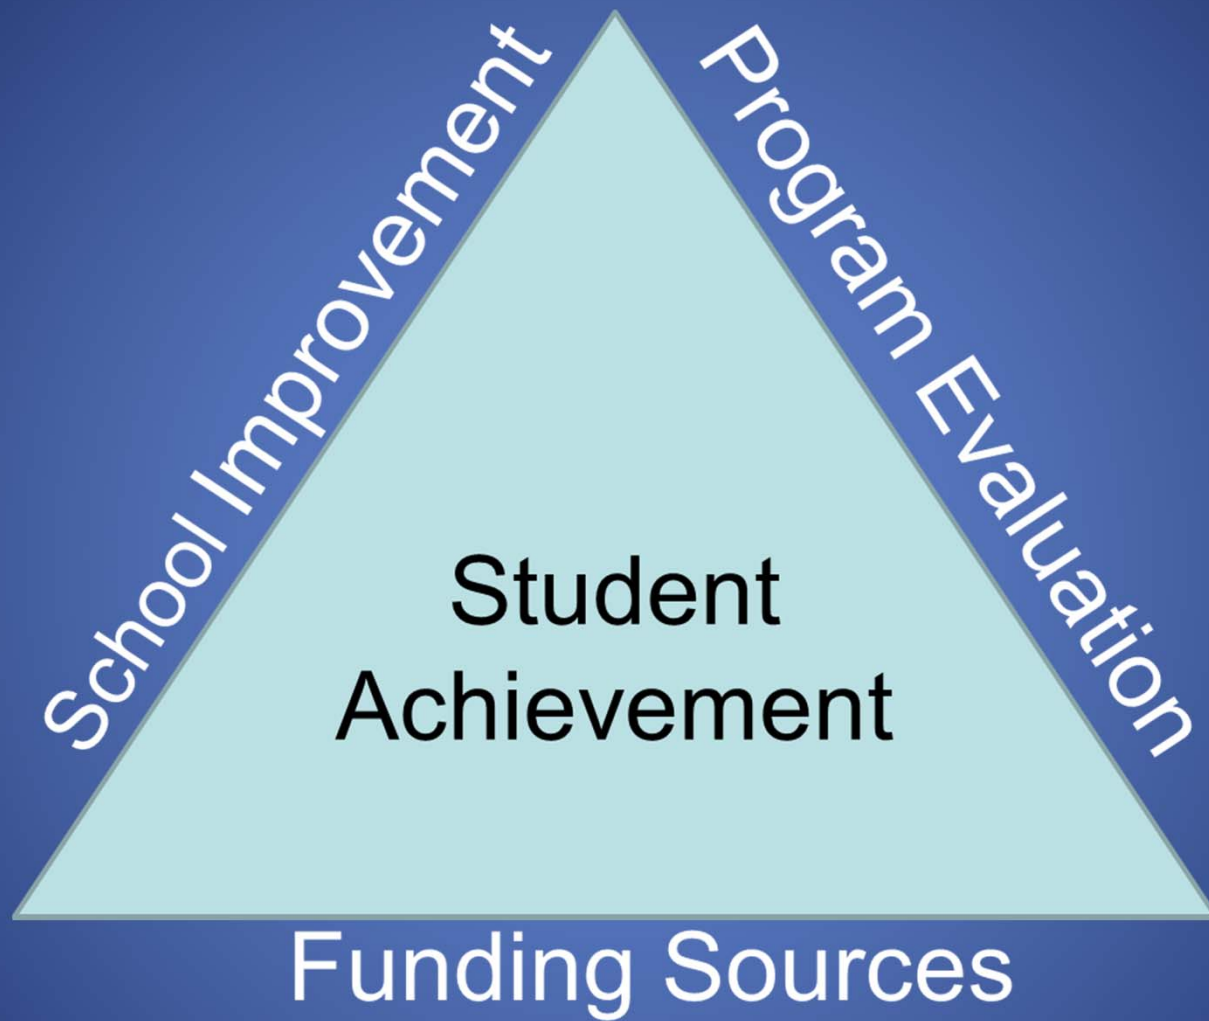 School Improvement
Program Evaluation
Student
Achievement
Funding Sources